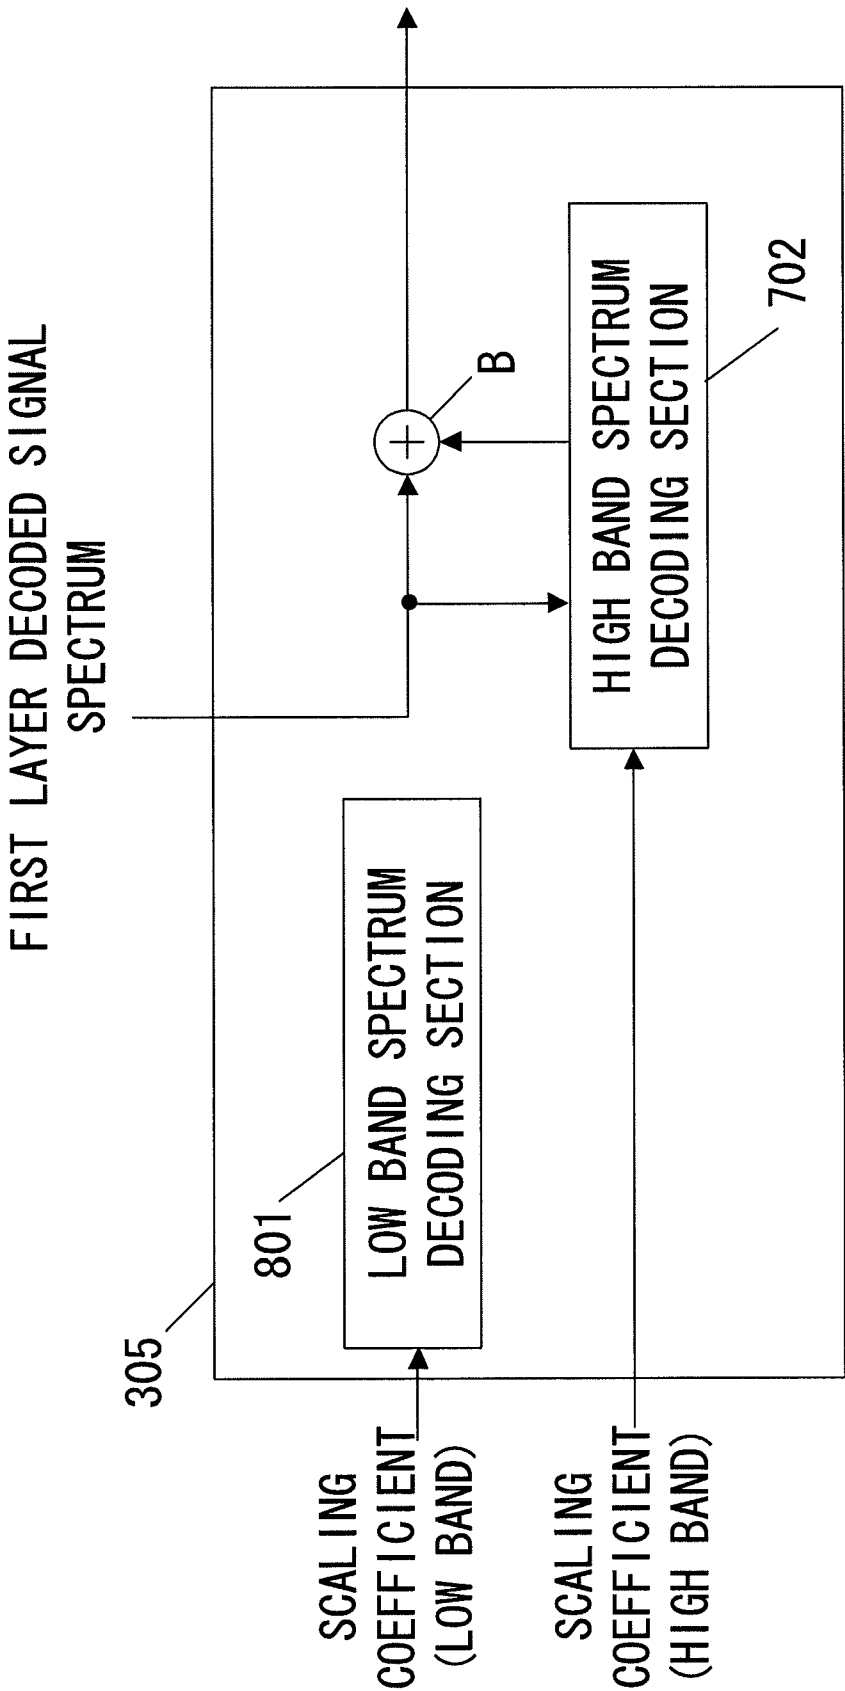 FIRST LAYER DECODED SIGNAL
SPECTRUM
305
801
LOW BAND SPECTRUM
DECODING SECTION
B
HIGH BAND SPECTRUM
DECODING SECTION
702
SCALING
COEFFICIENT
(LOW BAND)
SCALING
COEFFICIENT
(HIGH BAND)